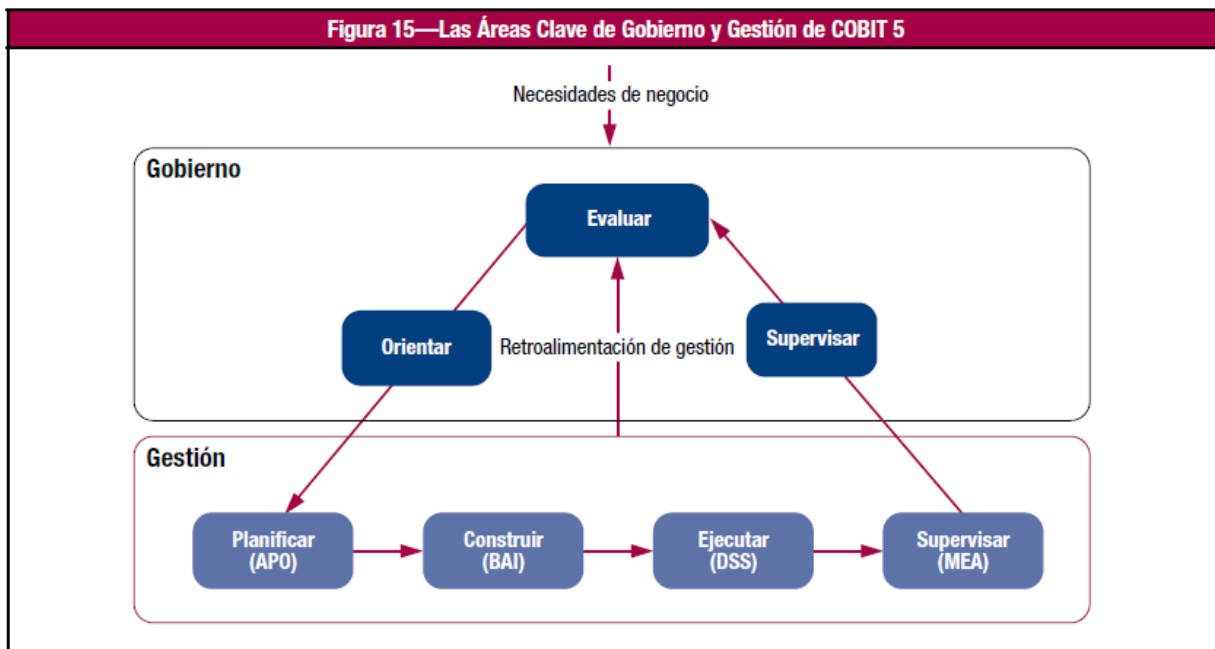 Figura 15—Las Áreas Clave de Gobierno y Gestión de COBIT 5
Necesidades de negocio
Gobierno
Evaluar
Orientar
Retroalimentación de gestión
Supervisar
Gestión
Planificar
(APO)
Construir
(BAI)
Ejecutar
(DSS)
Supervisar
(MEA)